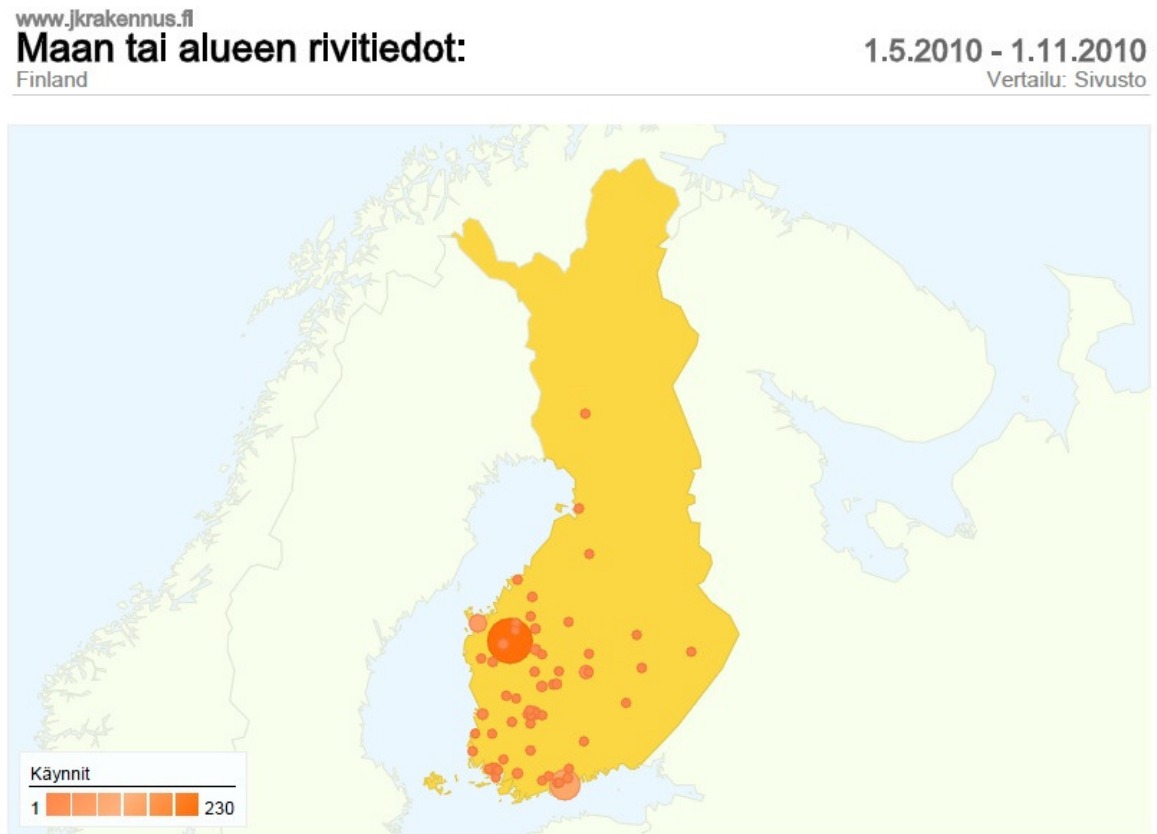 www.jkrakennus.fi
Maan tai alueen rivitiedot:
Finland
1.5.2010 - 1.11.2010
Vertailu: Sivusto
Käynnit
1 230